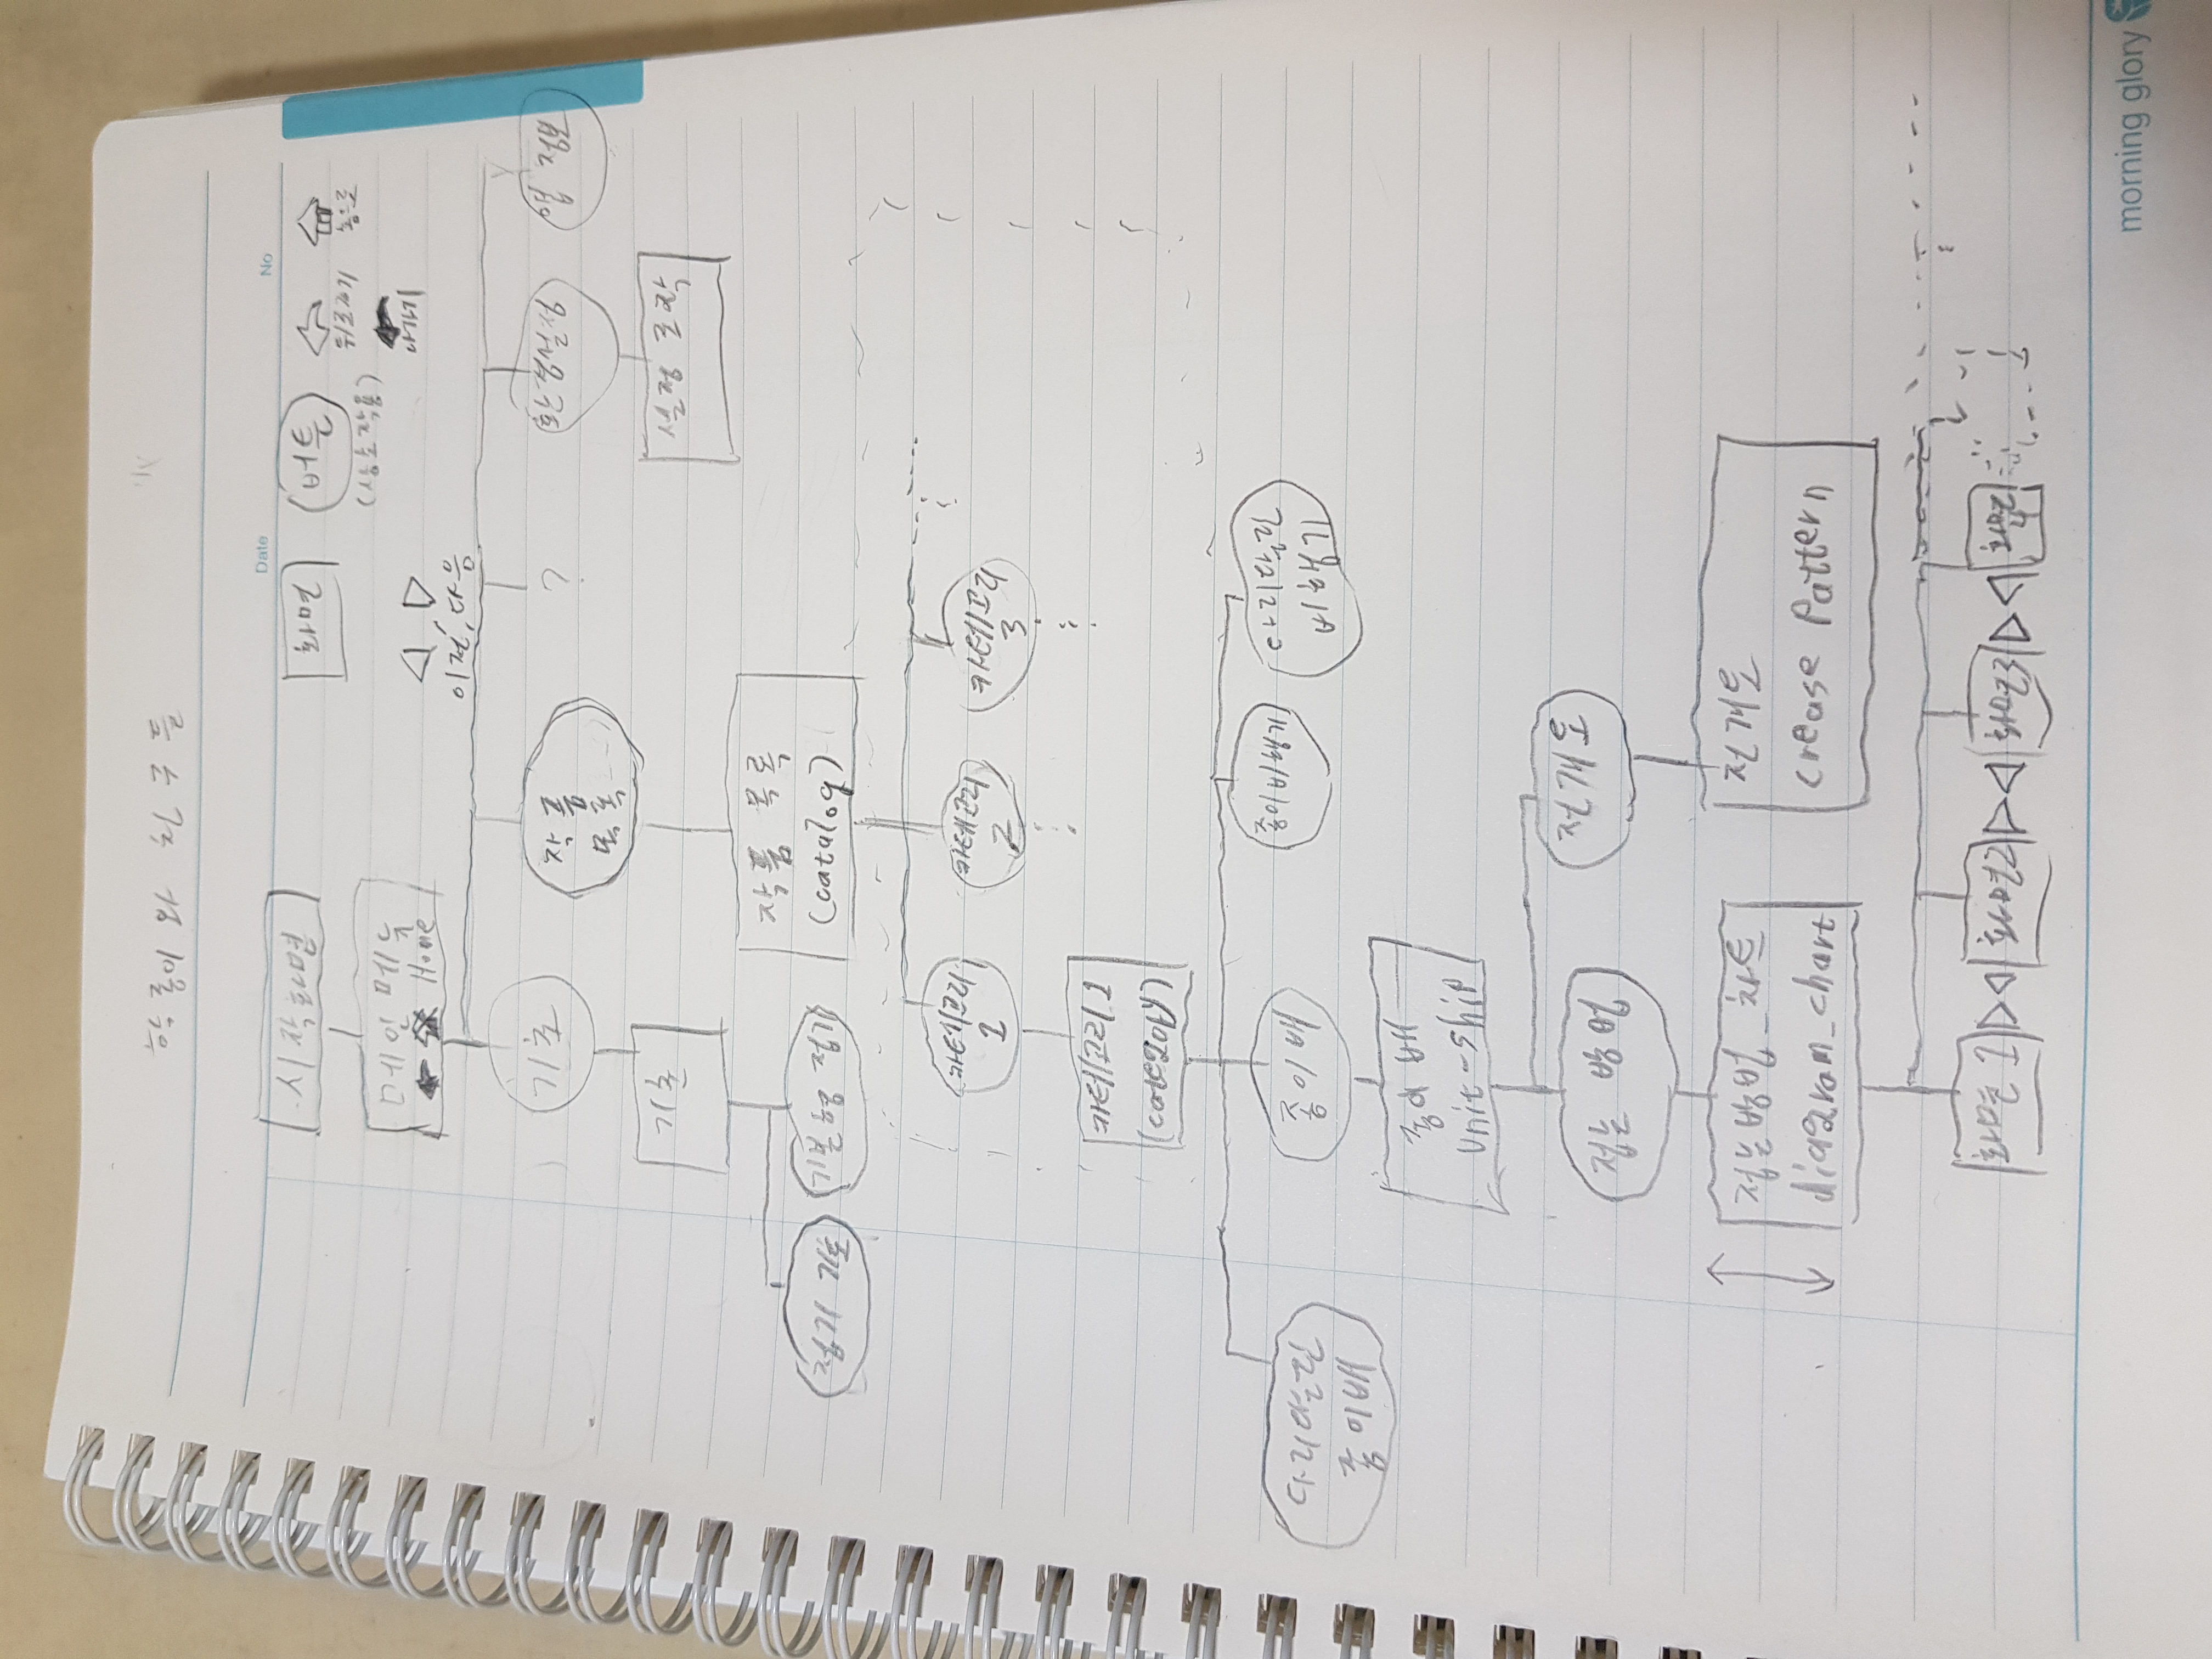 학종이와 친구들
Date
No
시작화면
화면
버튼
(상호작용)
뒤로가기
홈으로
나가기
메인 메뉴
Home
이전, 다음
기초
작품
목록
?
환경설정
앱 정보
기초
설정 조작
접기 기초
기본형 접기
작품 목록
(catalog)
카테고리
1
카테고리
2
카테고리
3
카테고리 1
(category)
다리달린
종이배
종이배
종이비행기
다리달린
비행기
종이배
unit-ship
접는 방법
전개도
접는방법_차트
diagram_chart
전개도
crease pattern
화면 1
화면2
화면3
화면
4
morning glory